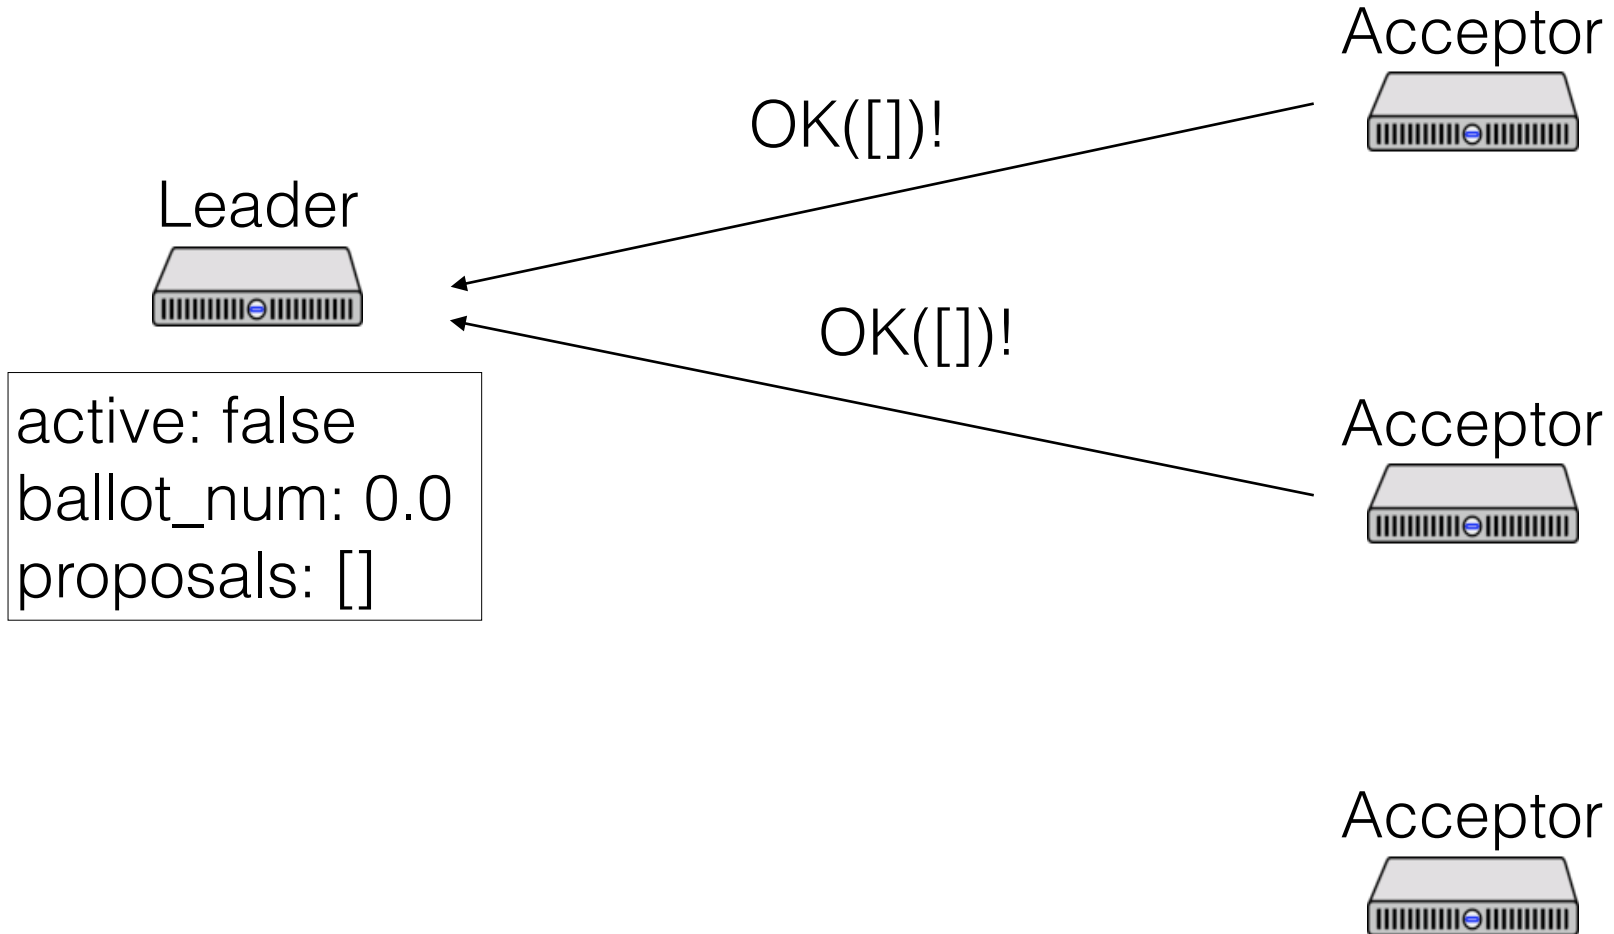 Acceptor
OK([])!
Leader
OK([])!
active: false
ballot_num: 0.0
proposals: []
Acceptor
Acceptor